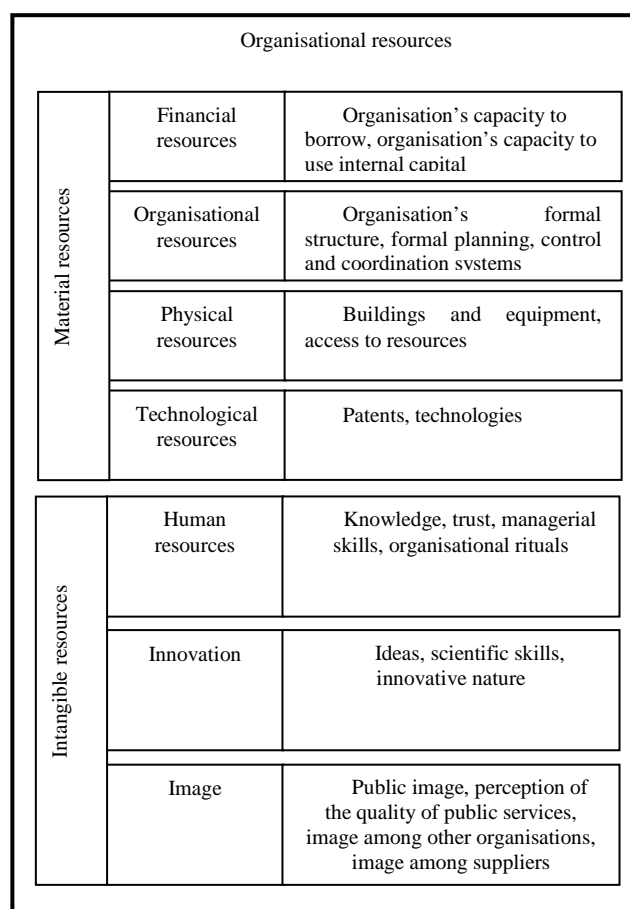 Organisational resources
Material resources
Financial
resources
Organisation's capacity to
borrow, organisation's capacity to
use internal capital
Organisational
resources
Organisation's formal
structure, formal planning, control
and coordination systems
Physical
resources
Buildings and equipment,
access to resources
Technological
resources
Patents, technologies
Intangible resources
Human
resources
Knowledge, trust, managerial
skills, organisational rituals
Innovation
Ideas, scientific skills,
innovative nature
Image
Public image, perception of
the quality of public services,
image among other organisations,
image among suppliers